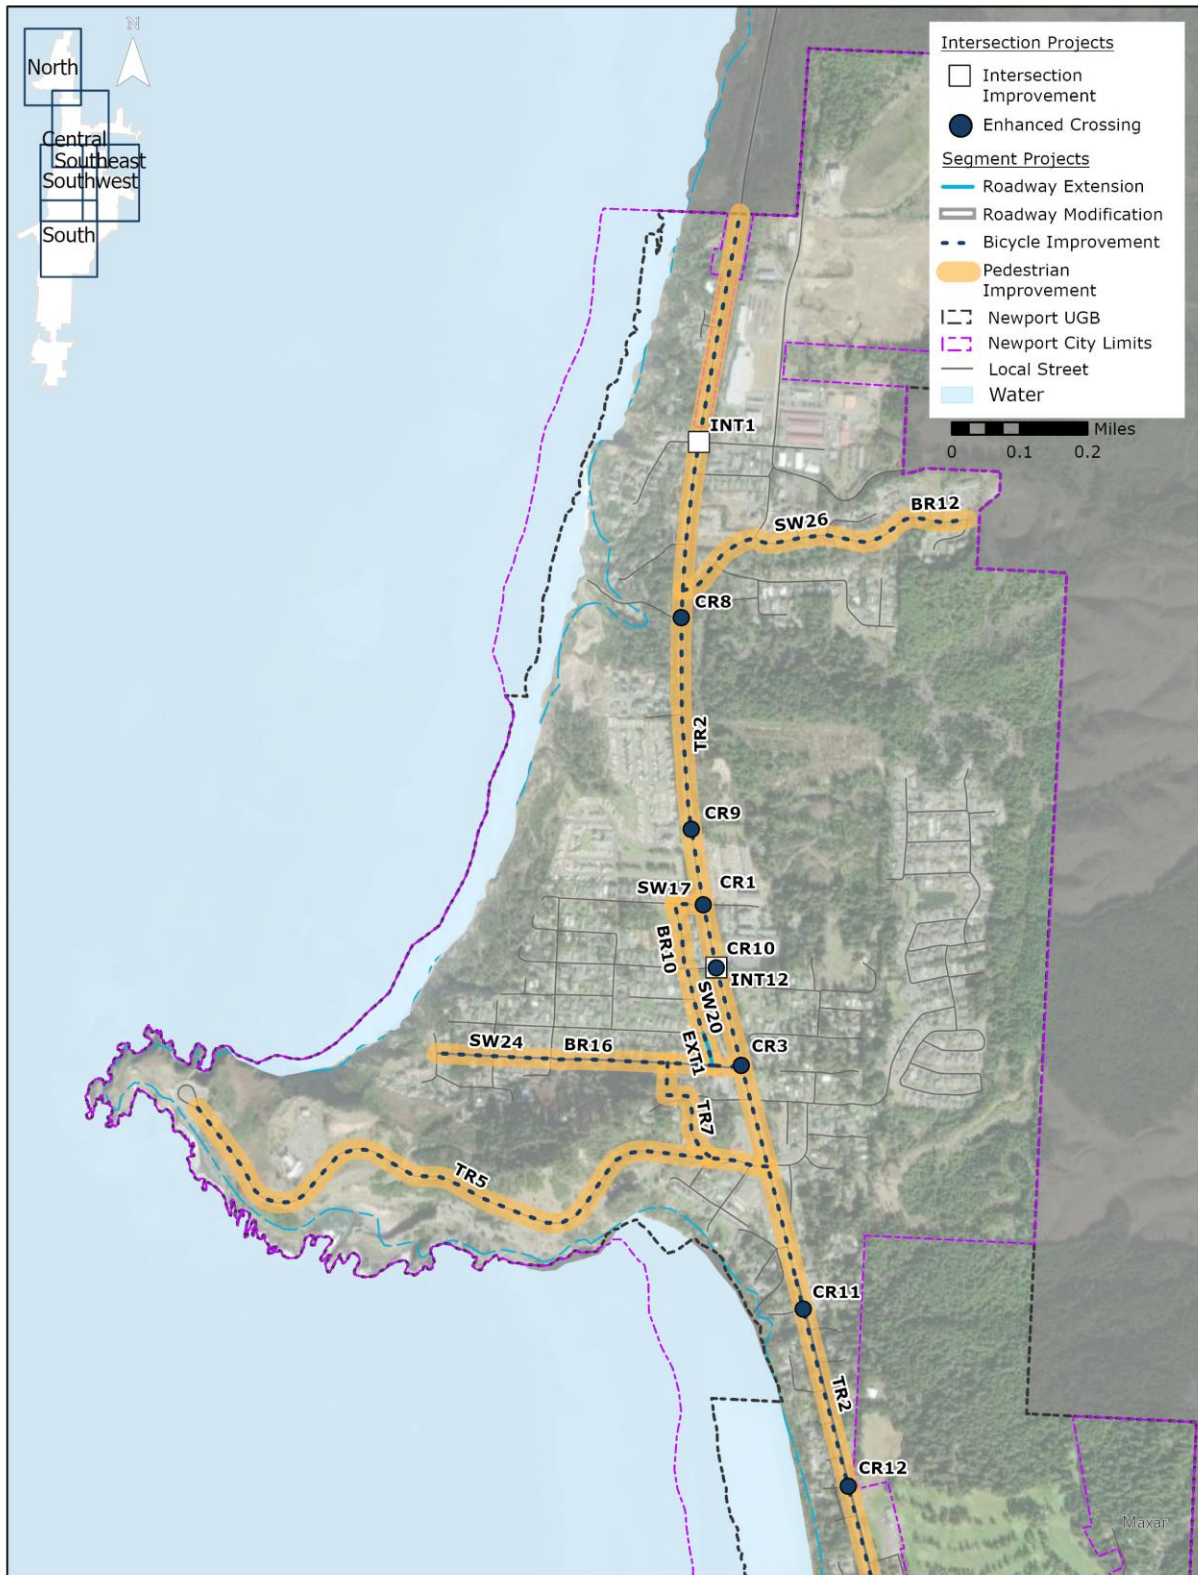 North
Central
Southeast
Southwest
South
N
Intersection Projects
Intersection
Improvement
Enhanced Crossing
Segment Projects
Roadway Extension
Roadway Modification
Bicycle Improvement
Pedestrian
Improvement
Newport UGB
Newport City Limits
Local Street
Water
Miles
0 0.1 0.2
INT1
BR12
SW26
CR8
TR2
CR9
CR1
SW17
BR10
CR10
INT12
SW20
EXT1
CR3
SW24
BR16
TR7
TR5
CR11
TR2
CR12
Maxar